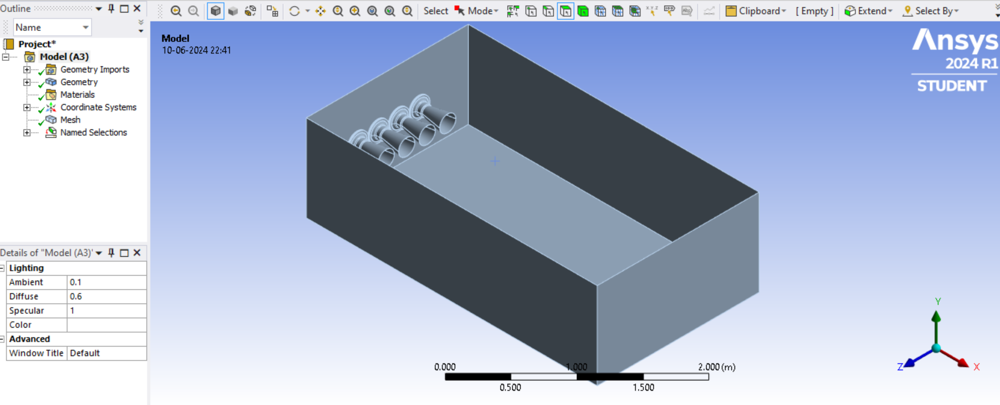 Outline
Name
Project*
Model (A3)
Geometry Imports
Geometry
Materials
Coordinate Systems
Mesh
Named Selections
Details of "Model (A3)"
Lighting
Ambient 0.1
Diffuse 0.6
Specular 1
Color
Advanced
Window Title Default
Select Mode Clipboard [ Empty ] Extend Select By
Model
10-06-2024 22:41
Ansys
2024 R1
STUDENT
0.000 1.000 2.000 (m)
0.500 1.500
Y
Z X